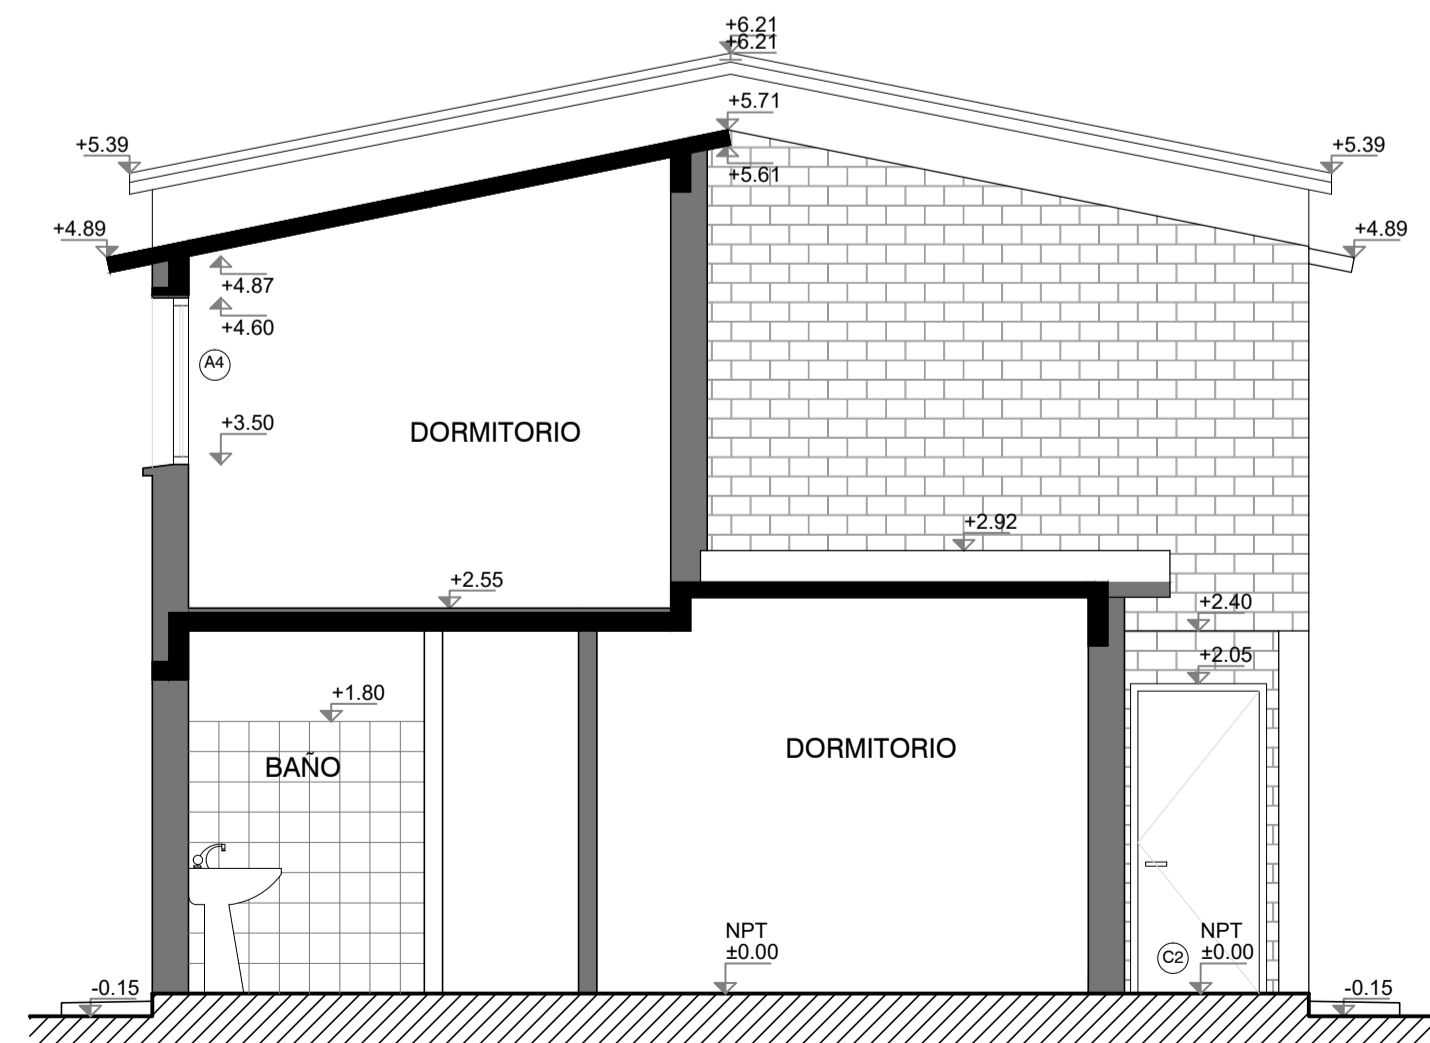 +6.21
+6.21
+5.71
+5.39
+5.39
+5.61
+4.89
+4.89
+4.87
+4.60
A4
+3.50
DORMITORIO
+2.92
+2.55
+2.40
+2.05
+1.80
DORMITORIO
BAÑO
NPT
±0.00
NPT
±0.00
C2
-0.15
-0.15